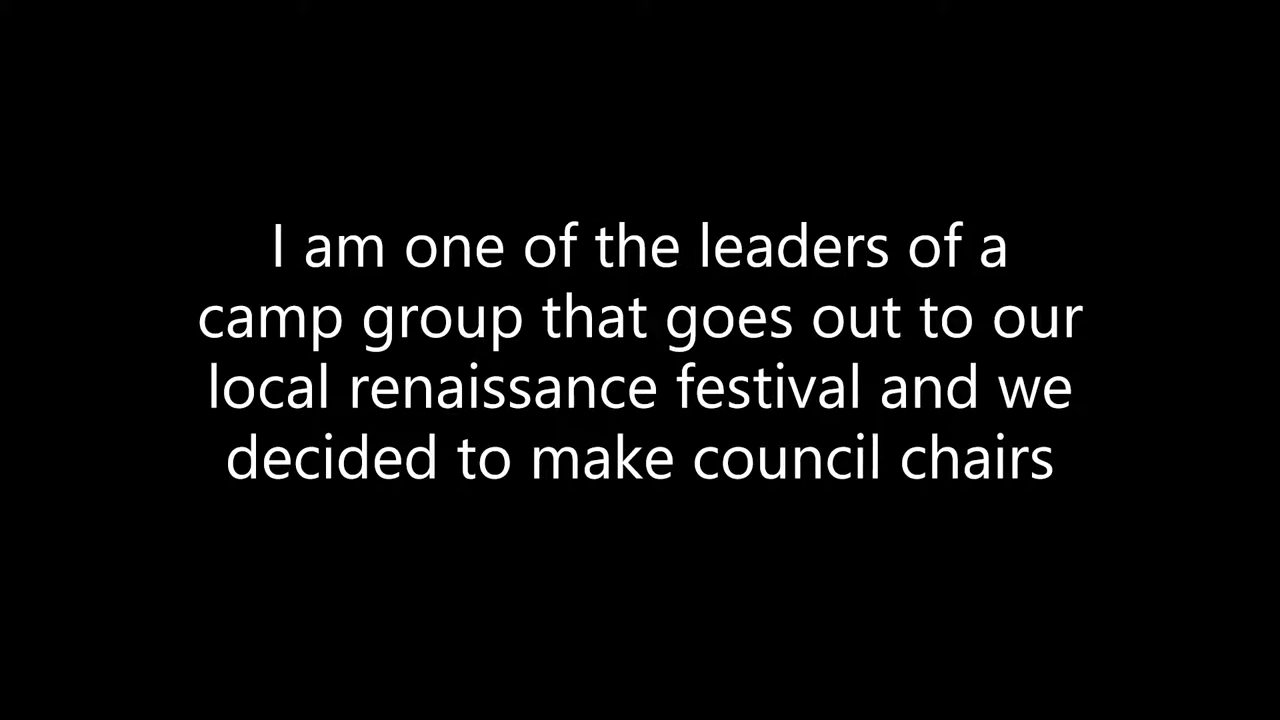 I am one of the leaders of a
camp group that goes out to our
local renaissance festival and we
decided to make council chairs